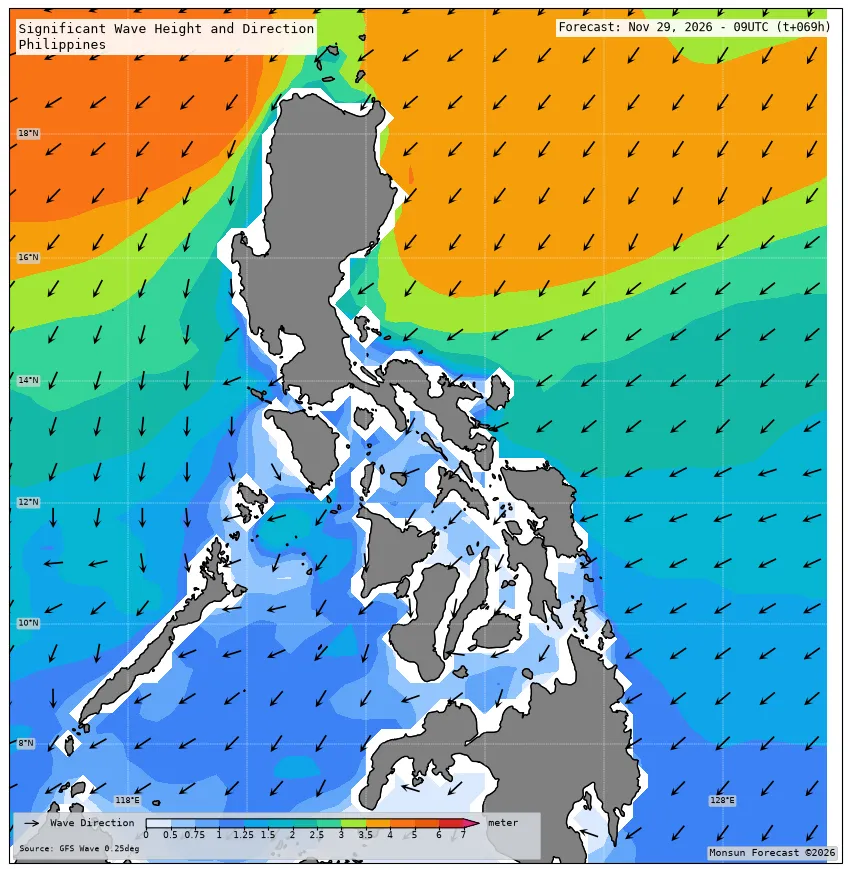 Significant Wave Height and Direction
Philippines
Forecast: Nov 29, 2026 - 09UTC (t+069h)
18°N
16°N
14°N
12°N
10°N
8°N
118°E
128°E
Wave Direction
0 0.5 0.75 1 1.25 1.5 2 2.5 3 3.5 4 5 6 7
meter
Source: GFS Wave 0.25deg
Monsun Forecast ©2026